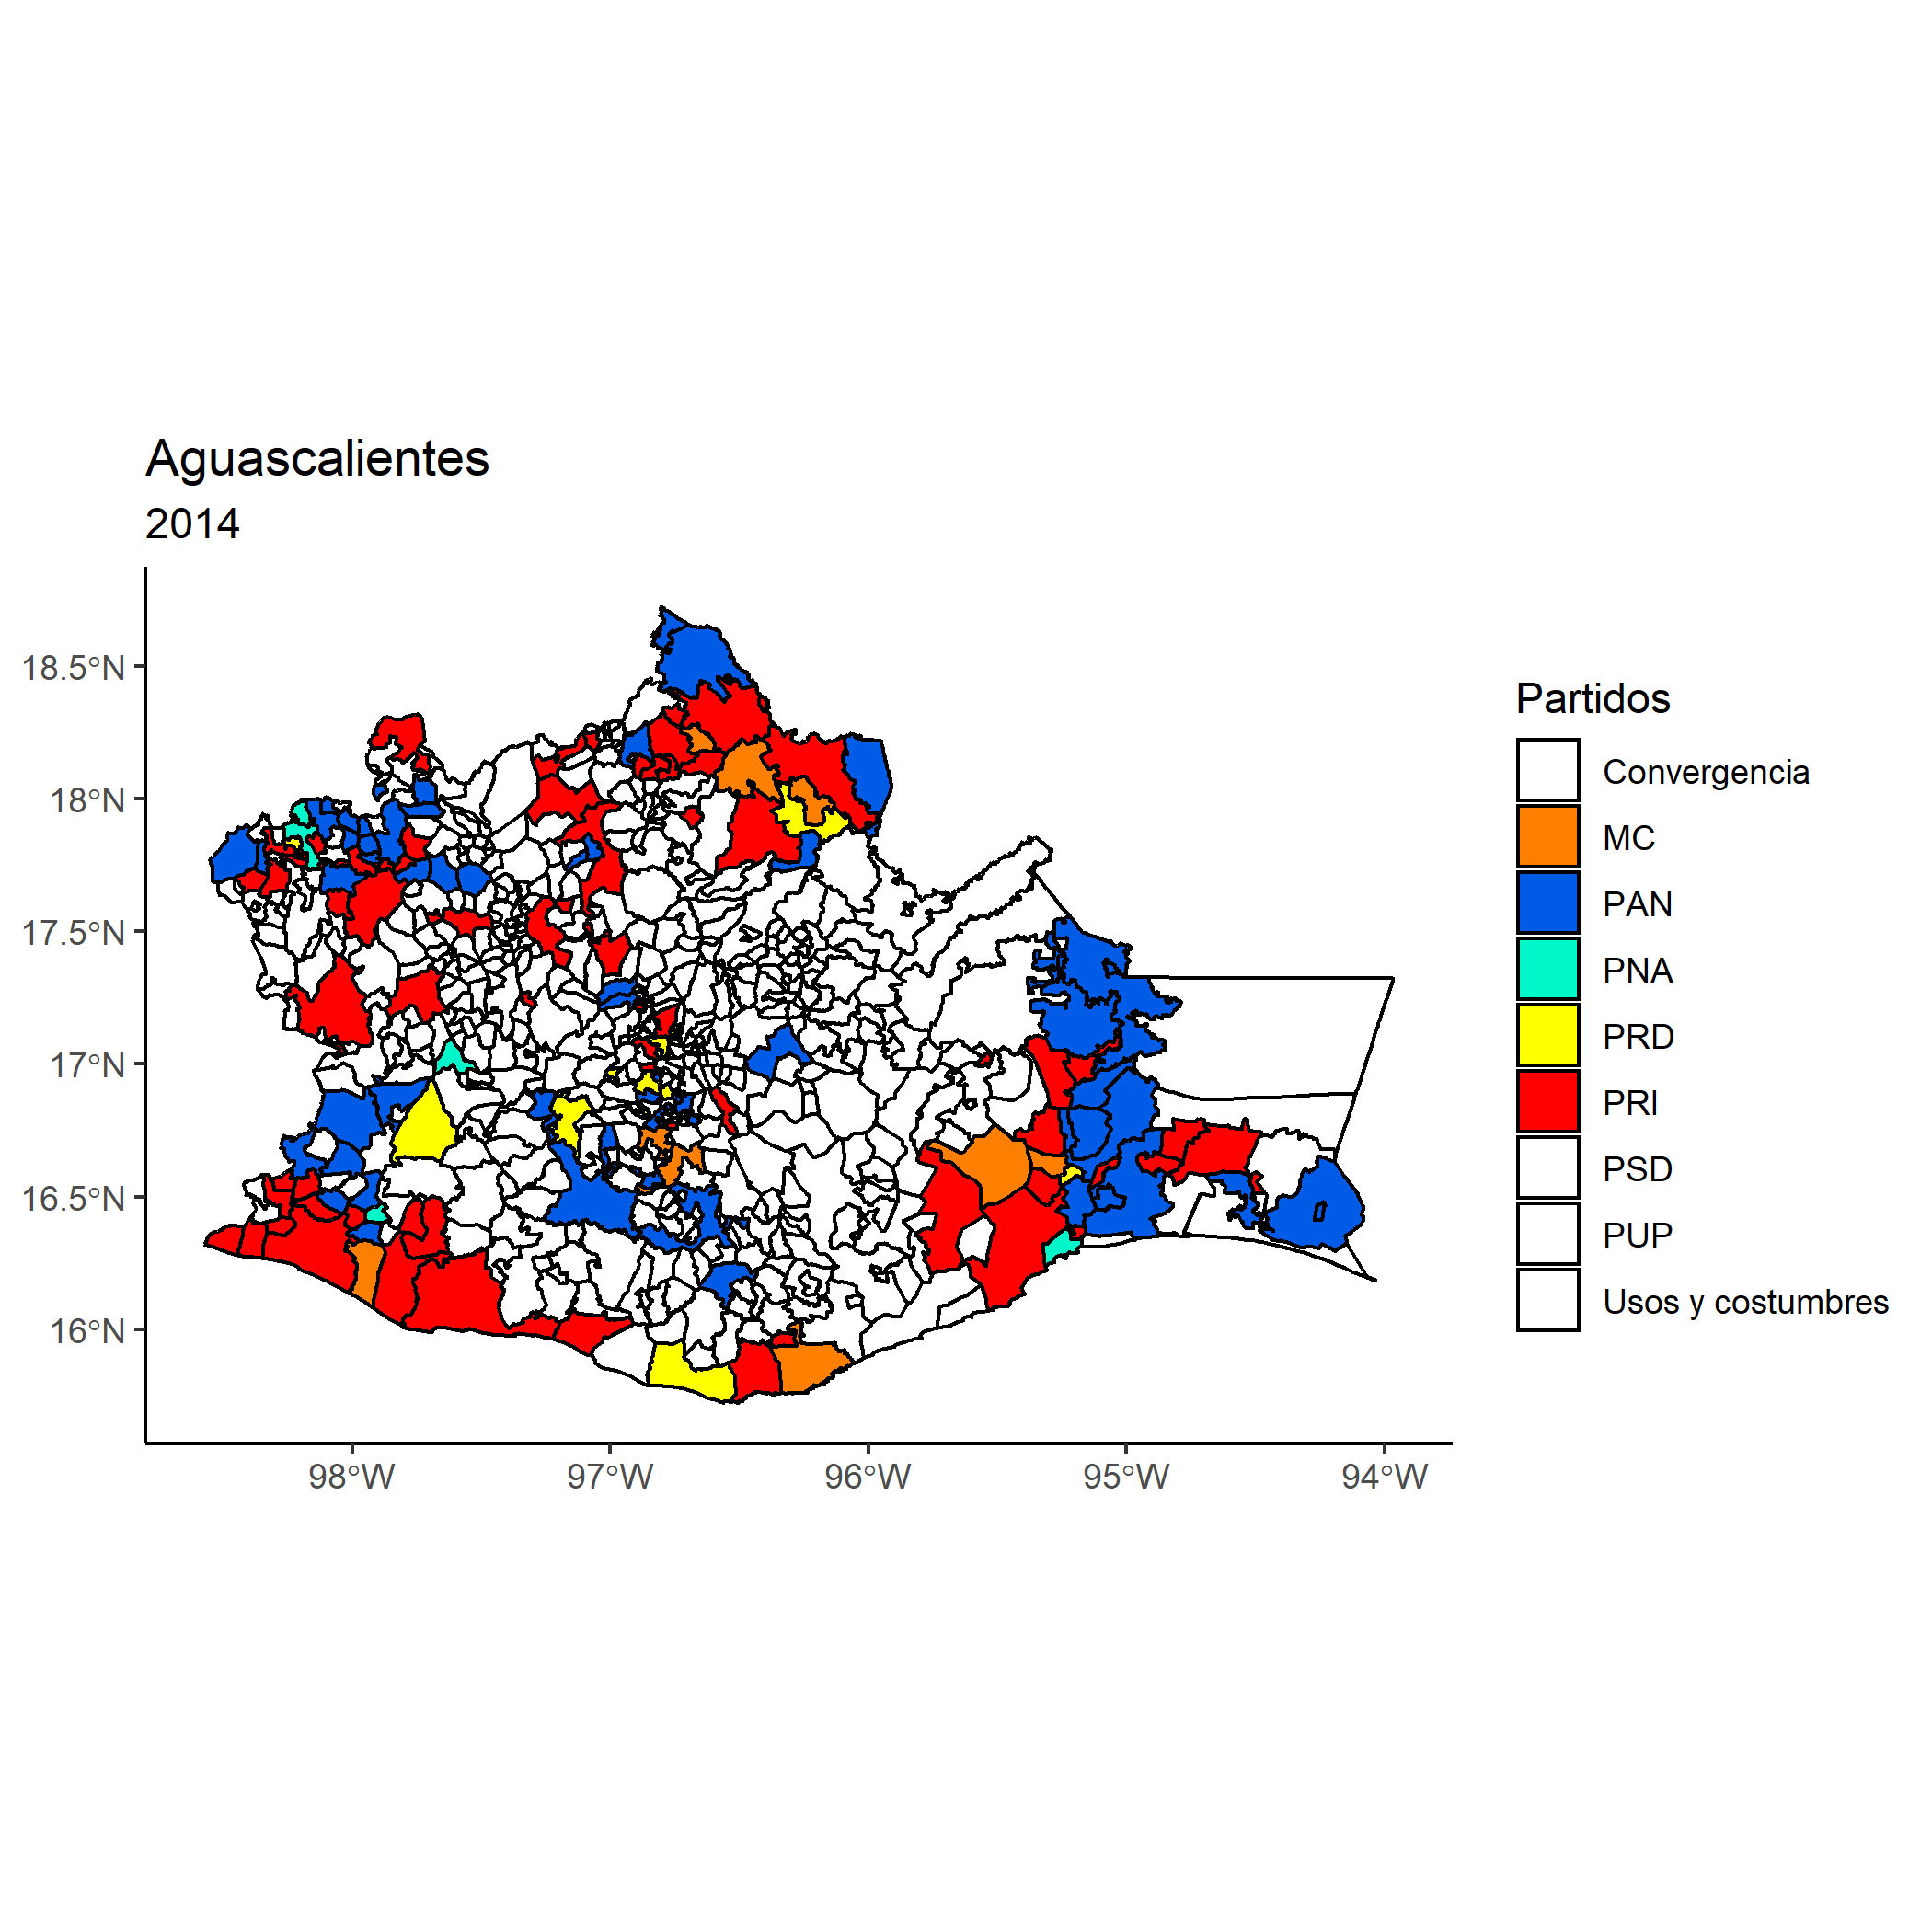 Aguascalientes
2014
18.5°N
18°N
17.5°N
17°N
16.5°N
16°N
98°W
97°W
96°W
95°W
94°W
Partidos
Convergencia
MC
PAN
PNA
PRD
PRI
PSD
PUP
Usos y costumbres